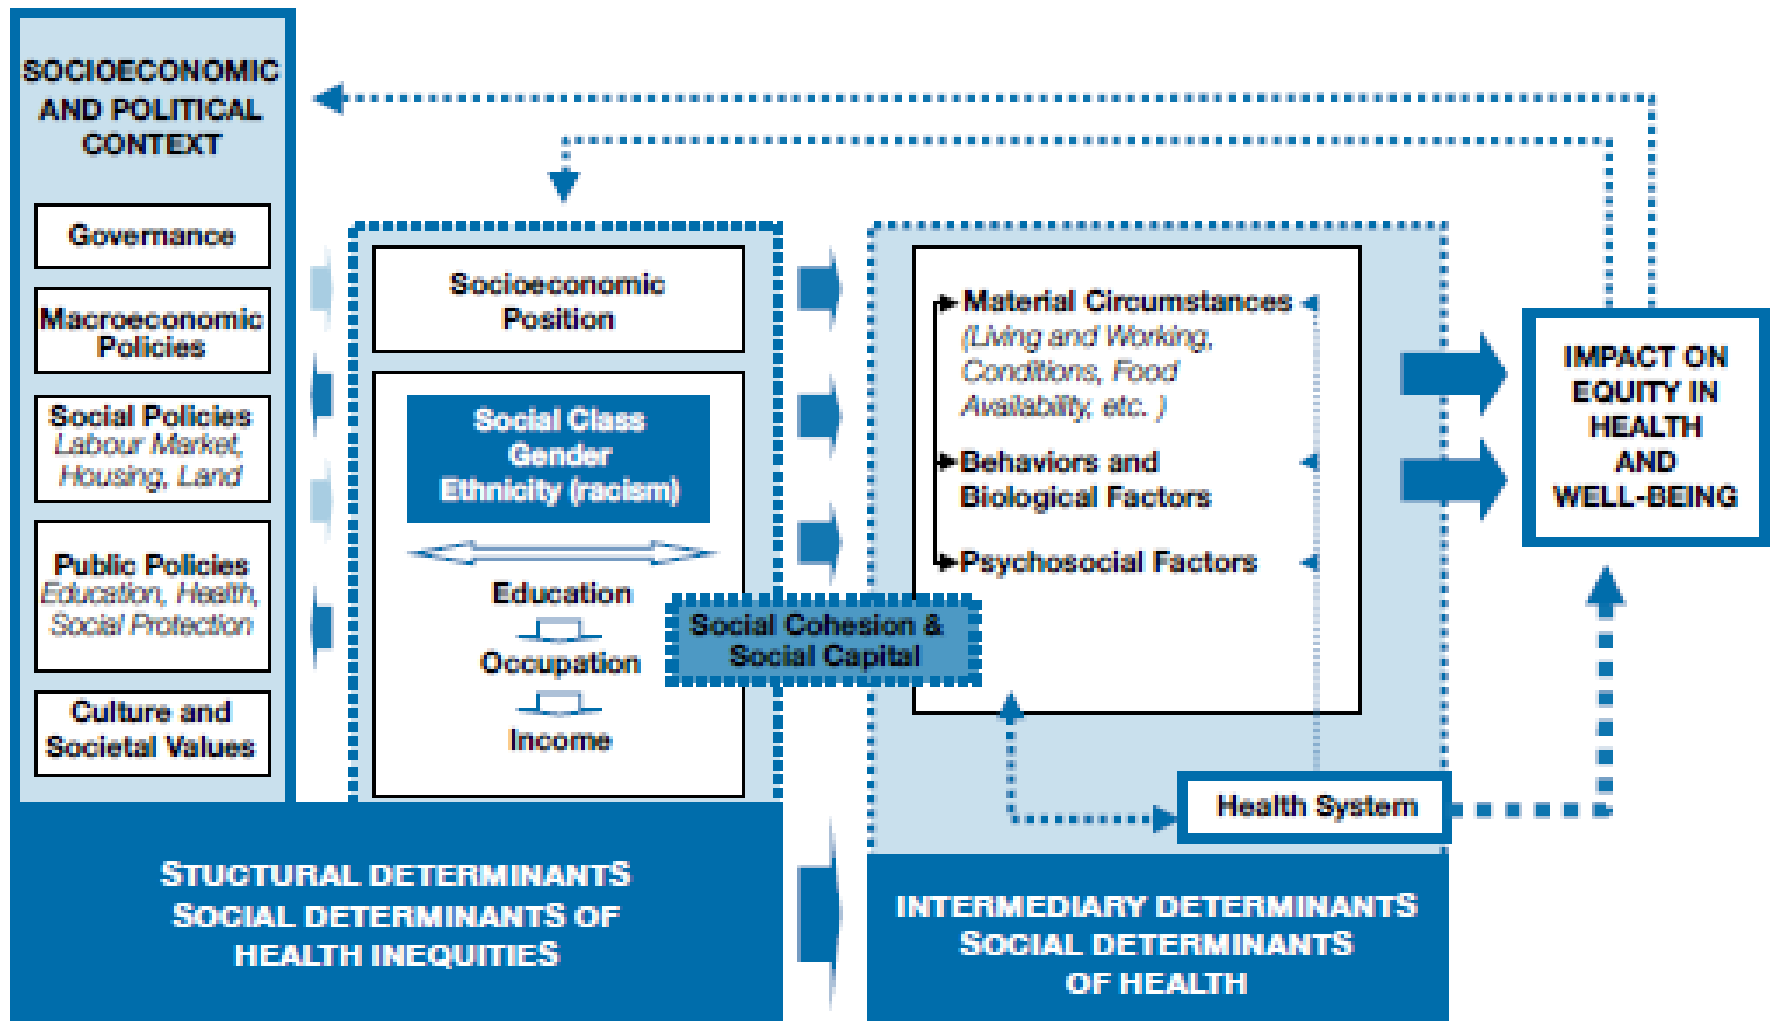 SOCIOECONOMIC
AND POLITICAL
CONTEXT
Governance
Macroeconomic
Policies
Social Policies
Labour Market,
Housing, Land
Public Policies
Education, Health,
Social Protection
Culture and
Societal Values
Socioeconomic
Position
Social Class
Gender
Ethnicity (racism)
Education
Occupation
Income
Social Cohesion &
Social Capital
Material Circumstances
(Living and Working,
Conditions, Food
Availability, etc. )
Behaviors and
Biological Factors
Psychosocial Factors
Health System
IMPACT ON
EQUITY IN
HEALTH
AND
WELL-BEING
STUCTURAL DETERMINANTS
SOCIAL DETERMINANTS OF
HEALTH INEQUITIES
INTERMEDIARY DETERMINANTS
SOCIAL DETERMINANTS
OF HEALTH